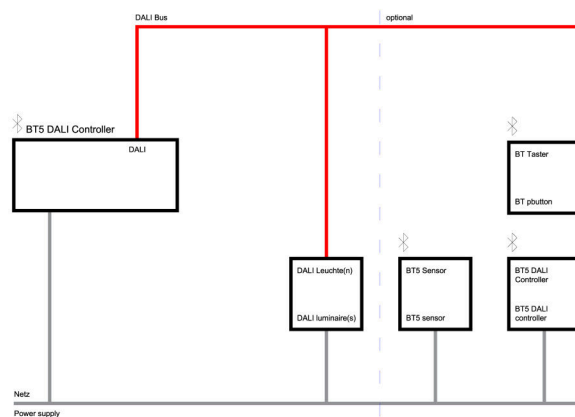 DALI Bus
optional
BT5 DALI Controller
DALI
BT Taster
BT pbutton
DALI Leuchte(n)
DALI luminaire(s)
BT5 Sensor
BT5 sensor
BT5 DALI
Controller
BT5 DALI
controller
Netz
Power supply